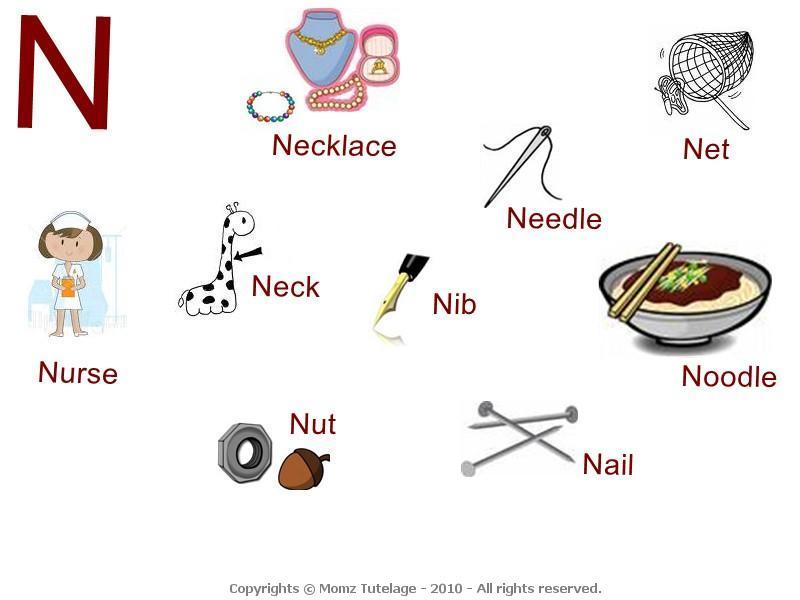 N
Necklace
Net
Needle
Neck
Nib
Nurse
Noodle
Nut
Nail
Copyrights © Momz Tutelage - 2010 - All rights reserved.